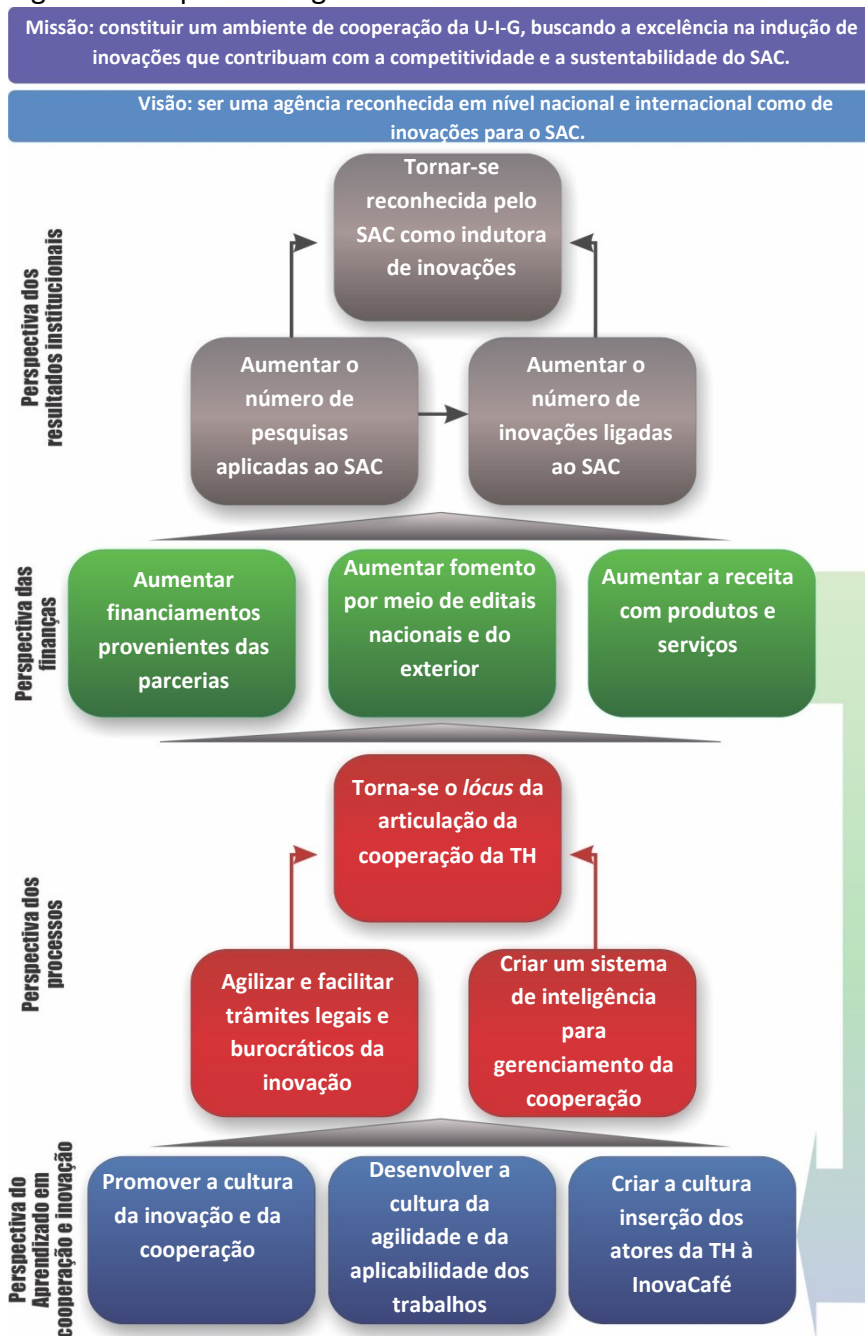 Missão: constituir um ambiente de cooperação da U-I-G, buscando a excelência na indução de
inovações que contribuam com a competitividade e a sustentabilidade do SAC.
Visão: ser uma agência reconhecida em nível nacional e internacional como de
inovações para o SAC.
Perspectiva dos
resultados institucionais
Tornar-se
reconhecida pelo
SAC como indutora
de inovações
Aumentar o
número de
pesquisas
aplicadas ao SAC
Aumentar o
número de
inovações ligadas
ao SAC
Perspectiva das
finanças
Aumentar
financiamentos
provenientes das
parcerias
Aumentar fomento
por meio de editais
nacionais e do
exterior
Aumentar a receita
com produtos e
serviços
Perspectiva dos
processos
Torna-se o lócus da
articulação da
cooperação da TH
Agilizar e facilitar
trâmites legais e
burocráticos da
inovação
Criar um sistema
de inteligência
para
gerenciamento da
cooperação
Perspectiva do
Aprendizado em
cooperação e inovação
Promover a cultura
da inovação e da
cooperação
Desenvolver a
cultura da
agilidade e da
aplicabilidade dos
trabalhos
Criar a cultura
inserção dos
atores da TH à
InovaCafé